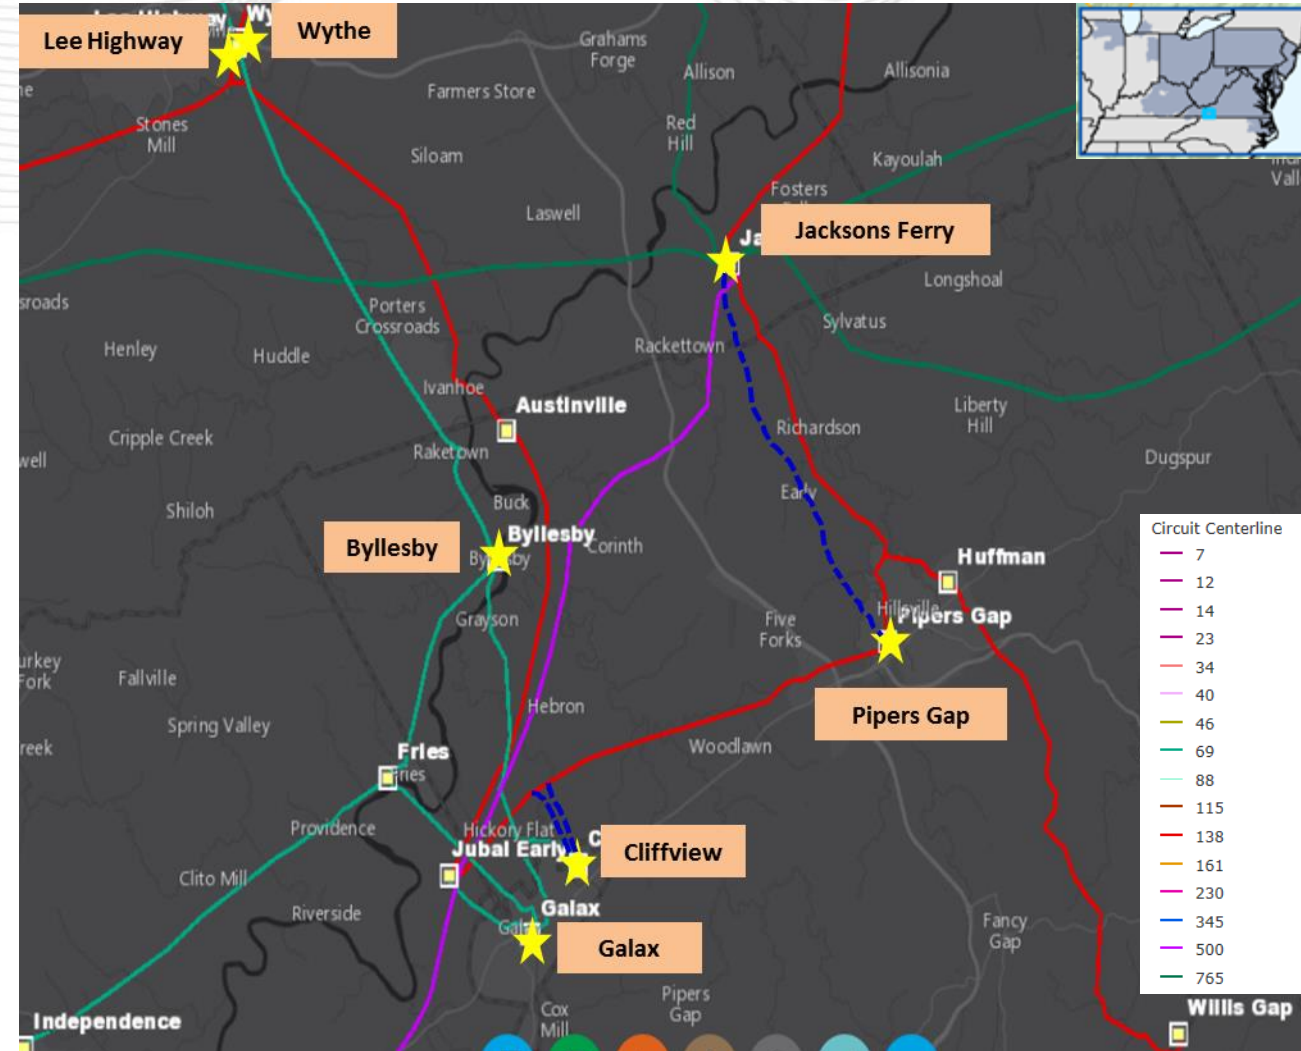 Lee Highway
Wythe
Grahams
Forge
Allison
Allisonia
Farmers Store
Stones
Mill
Red
Hill
Siloam
Kayoulah
Fosters
Laswell
Jacksons Ferry
Longshoal
Porters
Crossroads
Sylvatus
Henley
Huddle
Rackettown
Ivanhoe
Austinville
Liberty
Hill
Richardson
Cripple Creek
Raketown
Dugspur
Early
Shiloh
Buck
Byllesby
Byllesby
Corinth
Huffman
Grayson
Hillsville
Pipers Gap
Five
Forks
Fork
Fallville
Hebron
Pipers Gap
Spring Valley
Woodlawn
Fries
Fries
Providence
Hickory Flat
Jubal Early
Cliffview
Clito Mill
Riverside
Galax
Galax
Galax
Fancy
Gap
Pipers
Gap
Cox
Mill
Independence
Willis Gap
Circuit Centerline
7
12
14
23
34
40
46
69
88
115
138
161
230
345
500
765